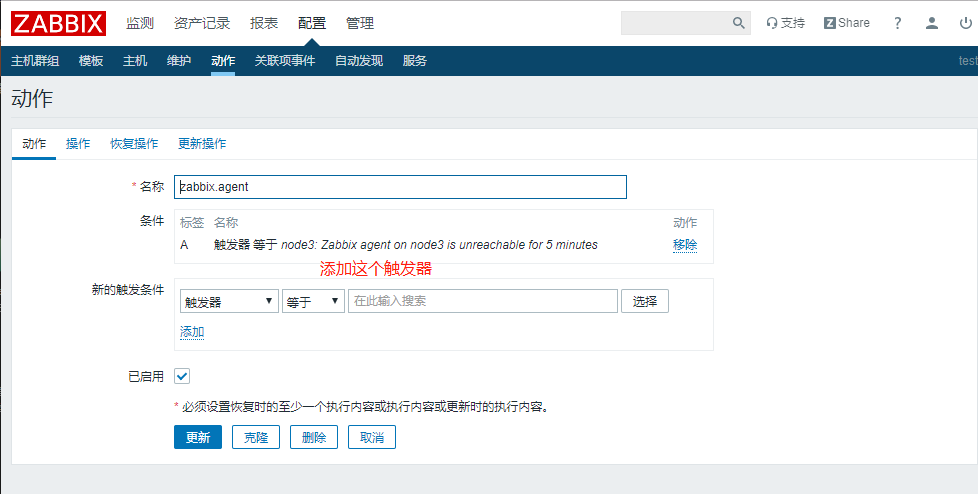 ZABBIX 监测 资产记录 报表 配置 管理 支持 Z Share ?
主机群组 模板 主机 维护 动作 关联项事件 自动发现 服务 test
动作
动作 操作 恢复操作 更新操作
* 名称 zabbix.agent
条件 标签 名称 动作
A 触发器 等于 node3: Zabbix agent on node3 is unreachable for 5 minutes 移除
添加这个触发器
新的触发条件 触发器 等于 在此输入搜索 选择
添加
已启用
* 必须设置恢复时的至少一个执行内容或执行内容或更新时的执行内容。
更新 克隆 删除 取消